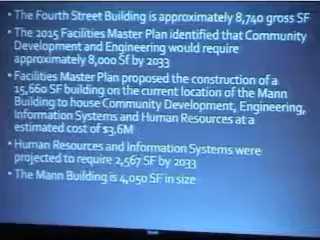 • The Fourth Street Building is approximately 8,740 gross SF
• The 2015 Facilities Master Plan identified that Community
Development and Engineering would require
approximately 8,000 Sf by 2033
• Facilities Master Plan proposed the construction of a
15,660 SF building on the current location of the Mann
Building to house Community Development, Engineering,
Information Systems and Human Resources at a
estimated cost of $3.6M
• Human Resources and Information Systems were
projected to require 2,567 SF by 2033
• The Mann Building is 4,050 SF in size